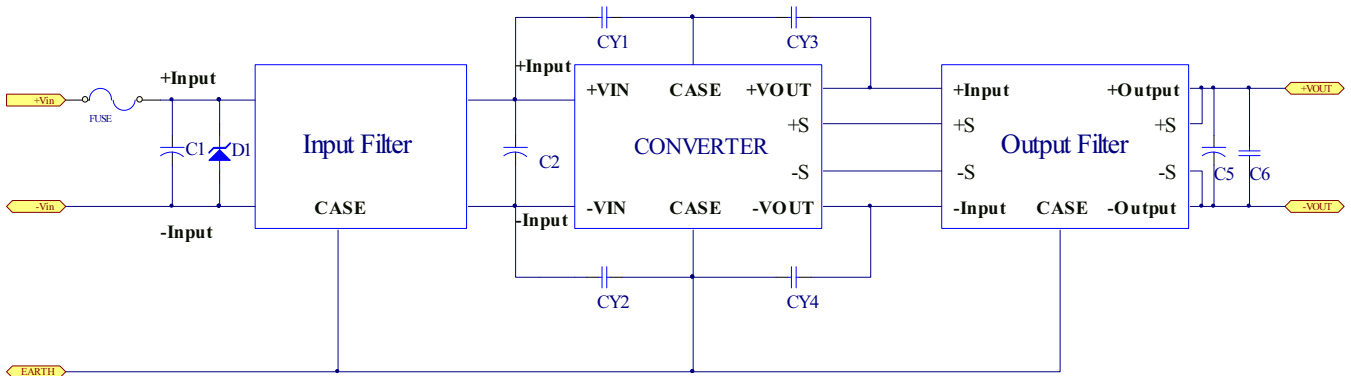 CY1
CY3
+Input
+Input
+Vin
FUSE
C1
D1
Input Filter
CASE
-Vin
-Input
C2
-Input
+VIN
CASE
+VOUT
+S
CONVERTER
-S
-VIN
CASE
-VOUT
+Input
+Output
+S
+S
Output Filter
-S
-S
-Input
CASE
-Output
C5
C6
+VOUT
-VOUT
CY2
CY4
EARTH